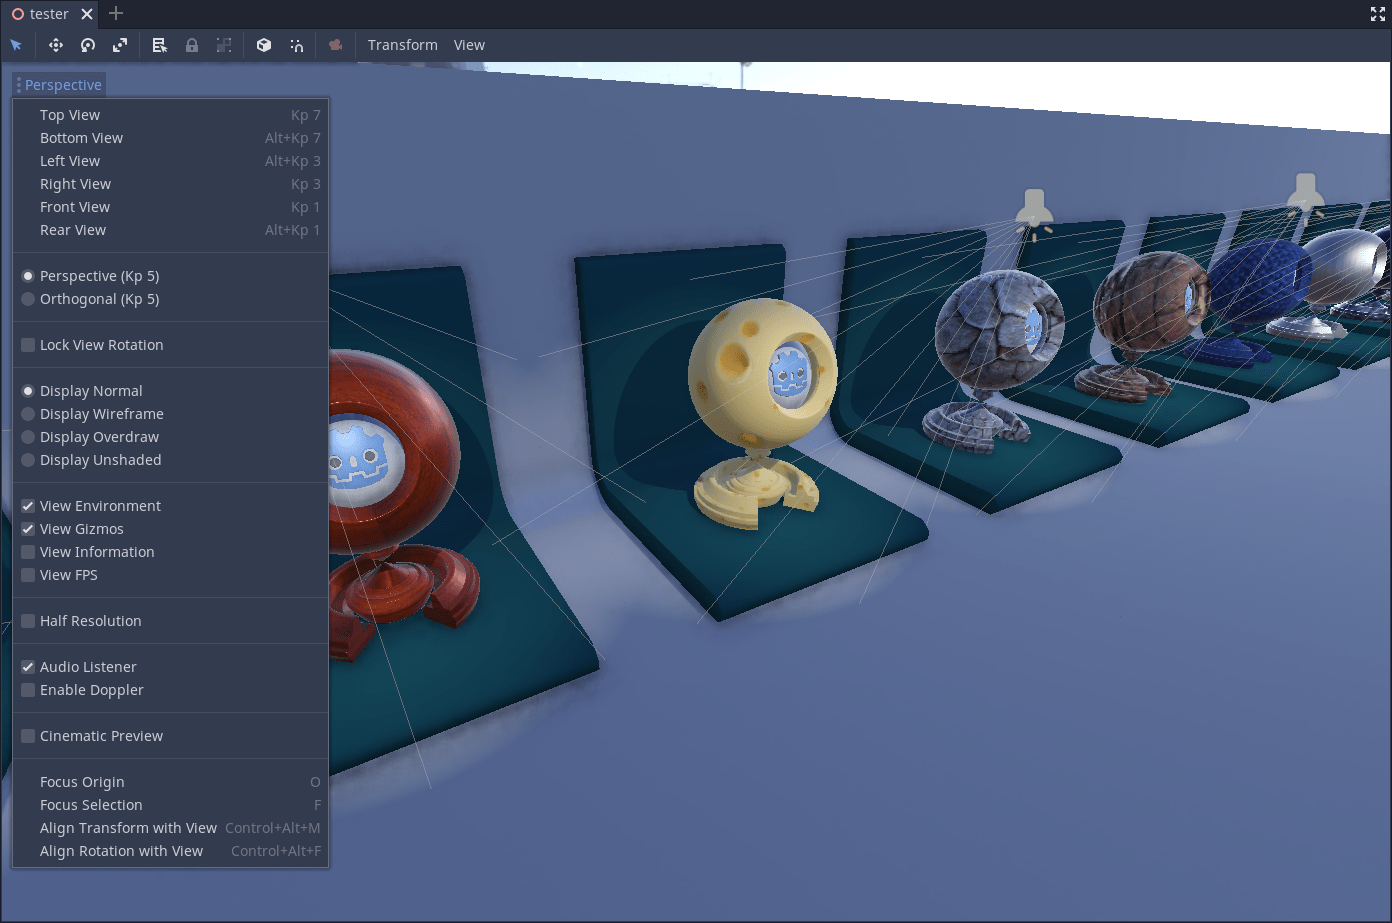 tester
Transform View
Perspective
Top View Kp 7
Bottom View Alt+Kp 7
Left View Alt+Kp 3
Right View Kp 3
Front View Kp 1
Rear View Alt+Kp 1
Perspective (Kp 5)
Orthogonal (Kp 5)
Lock View Rotation
Display Normal
Display Wireframe
Display Overdraw
Display Unshaded
View Environment
View Gizmos
View Information
View FPS
Half Resolution
Audio Listener
Enable Doppler
Cinematic Preview
Focus Origin O
Focus Selection F
Align Transform with View Control+Alt+M
Align Rotation with View Control+Alt+F